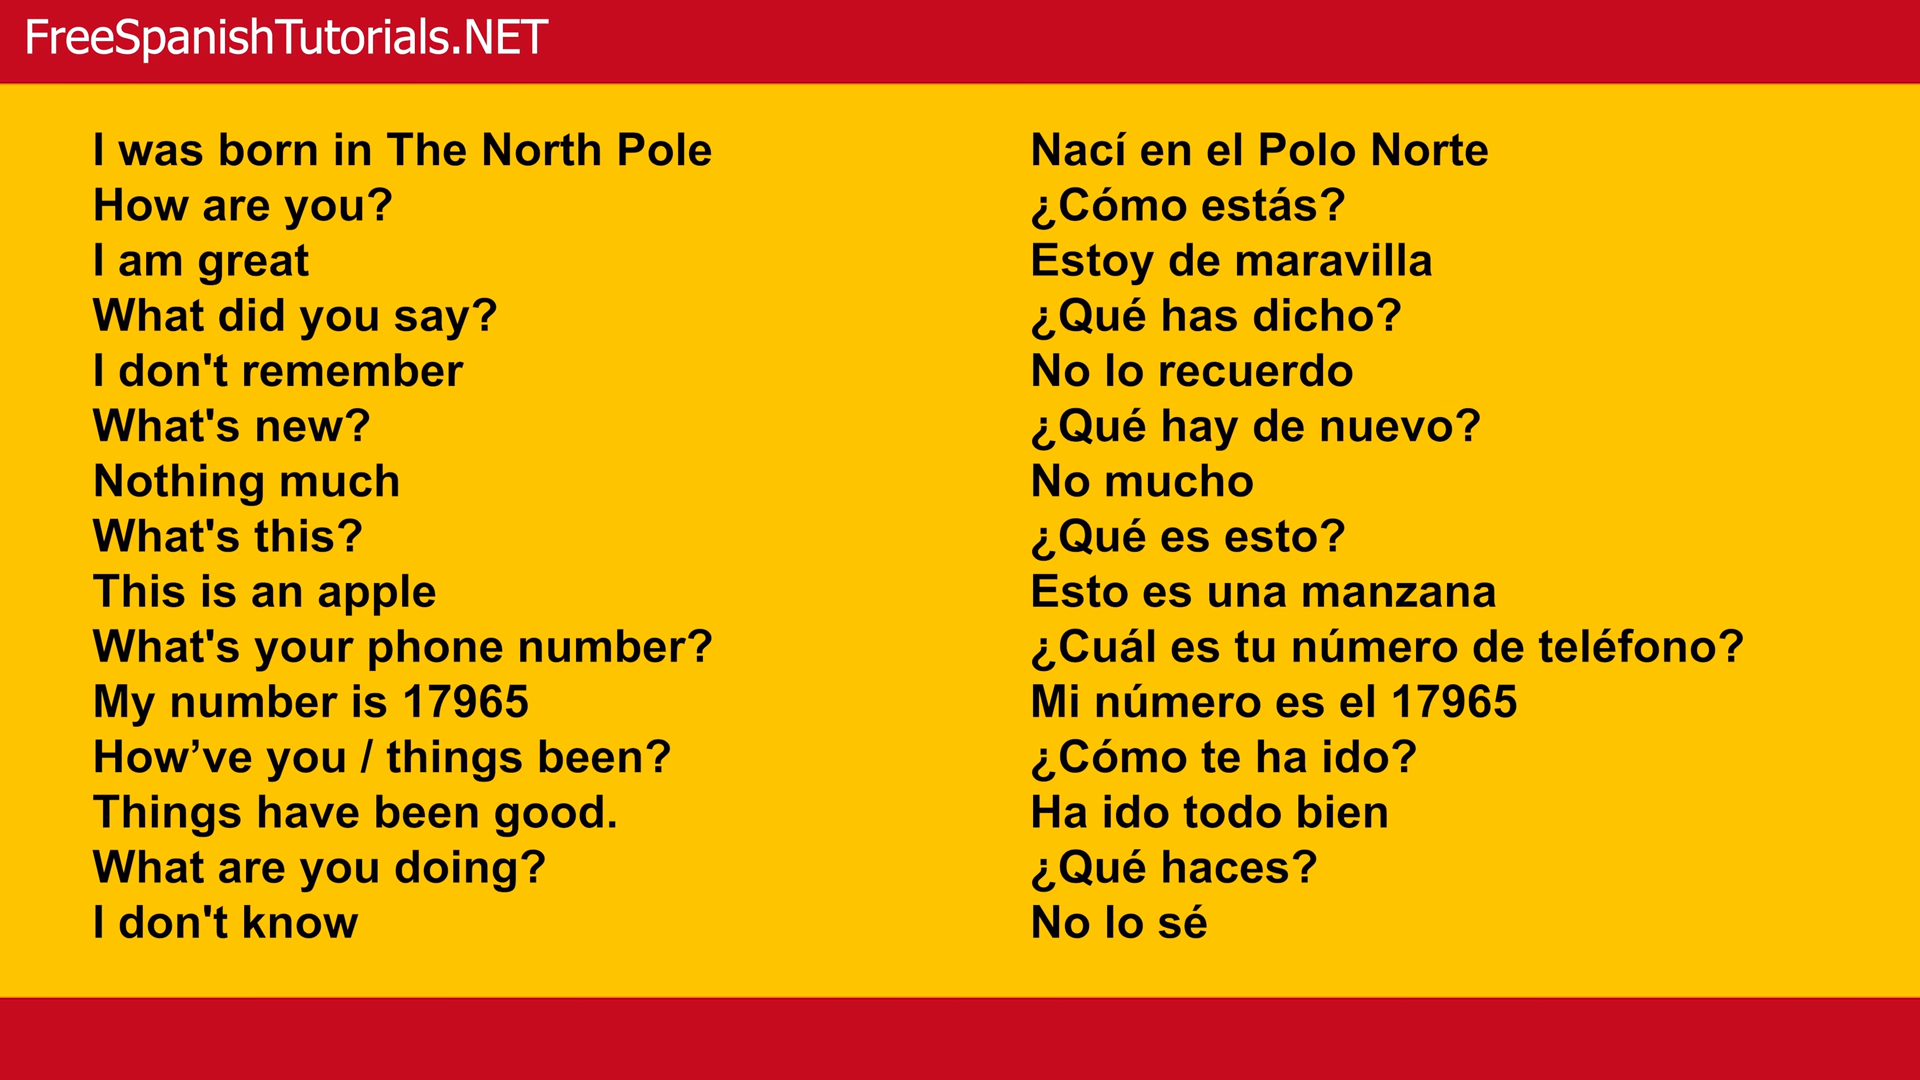 FreeSpanishTutorials.NET
I was born in The North Pole
How are you?
I am great
What did you say?
I don't remember
What's new?
Nothing much
What's this?
This is an apple
What's your phone number?
My number is 17965
How’ve you / things been?
Things have been good.
What are you doing?
I don't know
Nací en el Polo Norte
¿Cómo estás?
Estoy de maravilla
¿Qué has dicho?
No lo recuerdo
¿Qué hay de nuevo?
No mucho
¿Qué es esto?
Esto es una manzana
¿Cuál es tu número de teléfono?
Mi número es el 17965
¿Cómo te ha ido?
Ha ido todo bien
¿Qué haces?
No lo sé